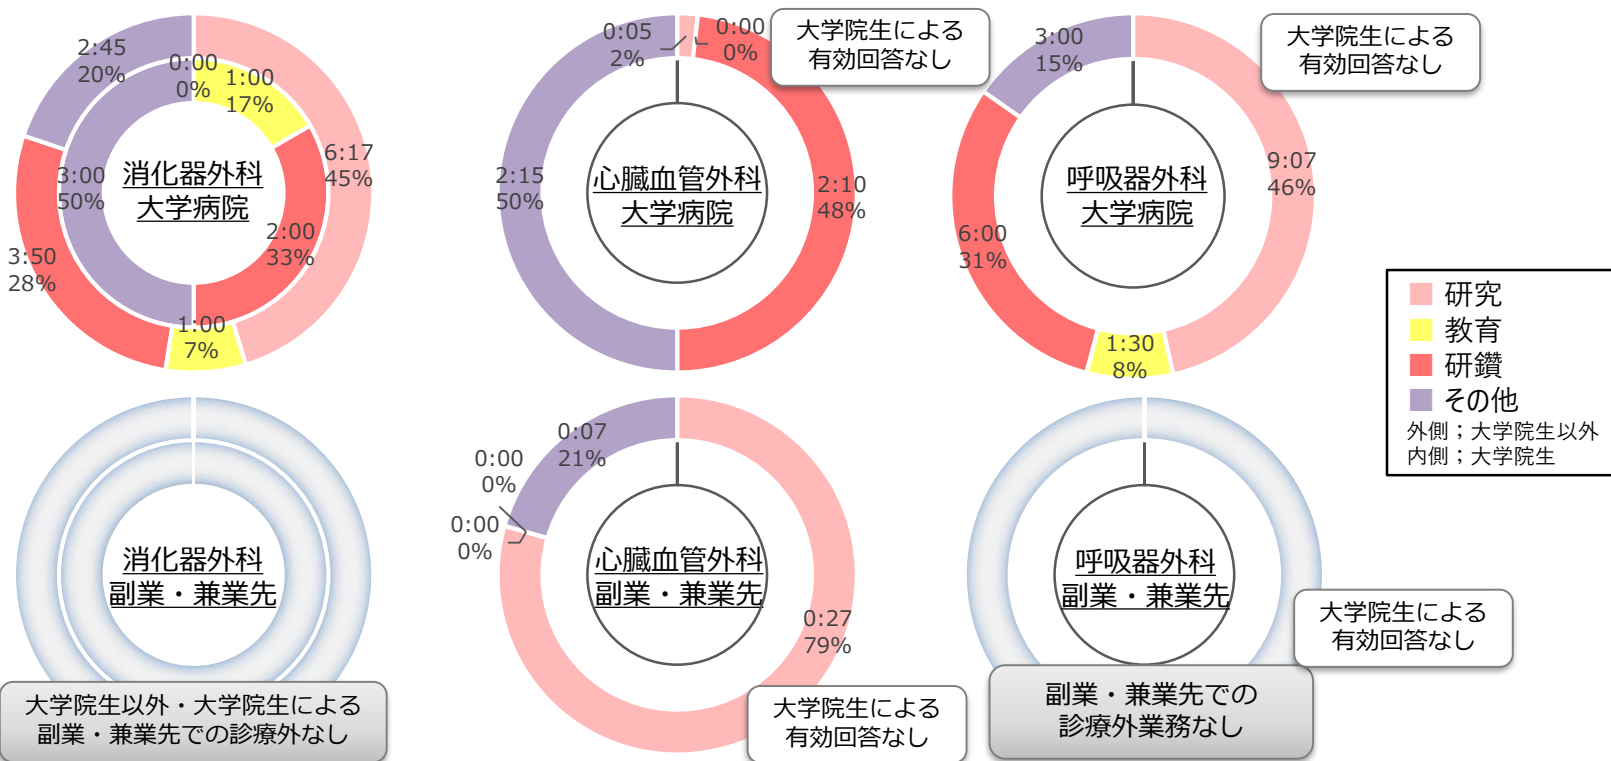 2:45
20%
0:00
0%
1:00
17%
6:17
45%
3:00
50%
2:00
33%
3:50
28%
1:00
7%
消化器外科
大学病院
0:05
2%
0:00
0%
大学院生による
有効回答なし
2:15
50%
2:10
48%
心臓血管外科
大学病院
3:00
15%
大学院生による
有効回答なし
9:07
46%
6:00
31%
1:30
8%
呼吸器外科
大学病院
研究
教育
研鑽
その他
外側；大学院生以外
内側；大学院生
消化器外科
副業・兼業先
大学院生以外・大学院生による
副業・兼業先での診療外なし
0:07
21%
0:00
0%
0:00
0%
心臓血管外科
副業・兼業先
0:27
79%
大学院生による
有効回答なし
呼吸器外科
副業・兼業先
大学院生による
有効回答なし
副業・兼業先での
診療外業務なし